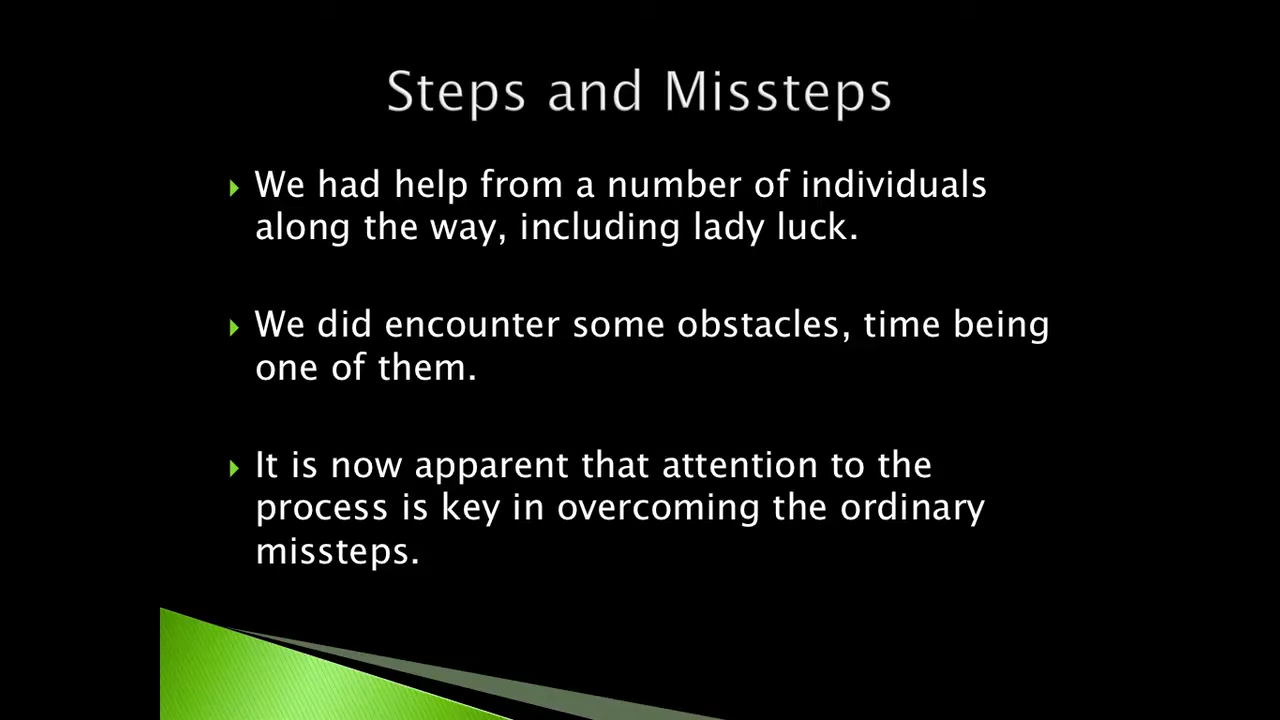 Steps and Missteps
We had help from a number of individuals
along the way, including lady luck.
We did encounter some obstacles, time being
one of them.
It is now apparent that attention to the
process is key in overcoming the ordinary
missteps.